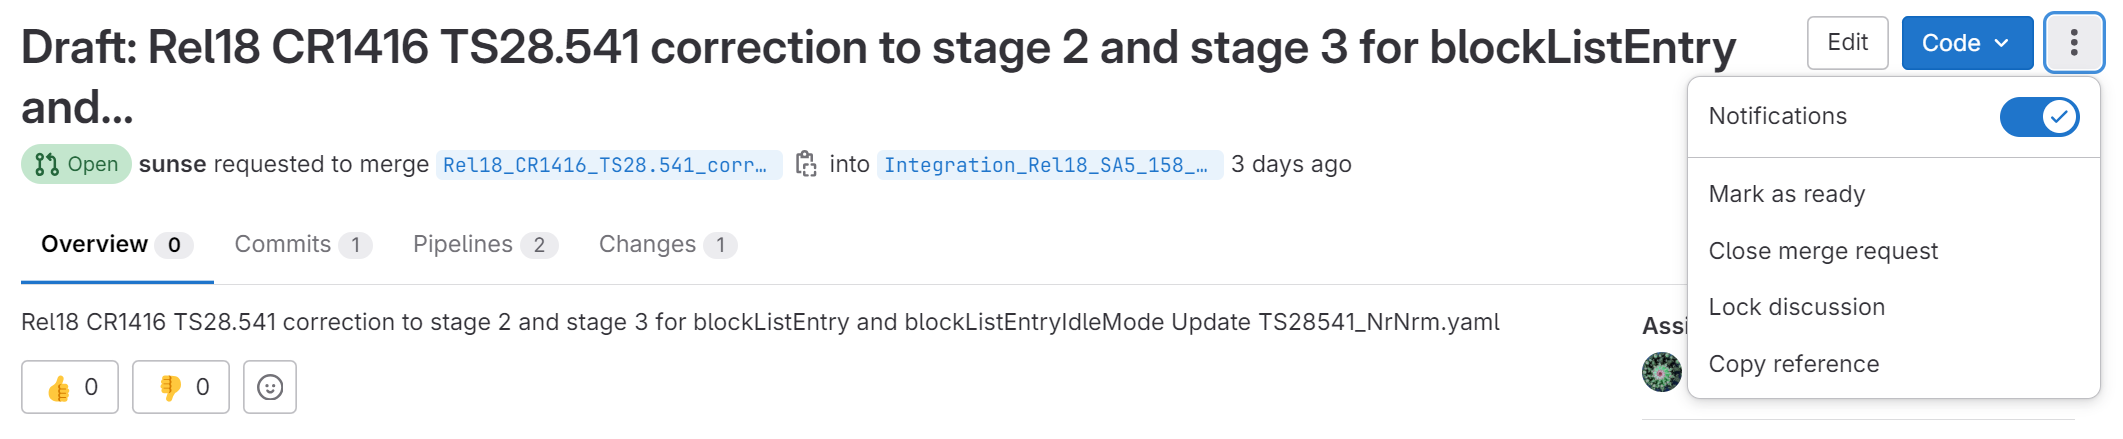 Draft: Rel18 CR1416 TS28.541 correction to stage 2 and stage 3 for blockListEntry
and...
Edit
Code
Notifications
Open sunse requested to merge Rel18_CR1416_TS28.541_corr… into Integration_Rel18_SA5_158_… 3 days ago
Mark as ready
Overview 0 Commits 1 Pipelines 2 Changes 1
Close merge request
Lock discussion
Rel18 CR1416 TS28.541 correction to stage 2 and stage 3 for blockListEntry and blockListEntryIdleMode Update TS28541_NrNrm.yaml
Assi
Copy reference
👍 0 👎 0